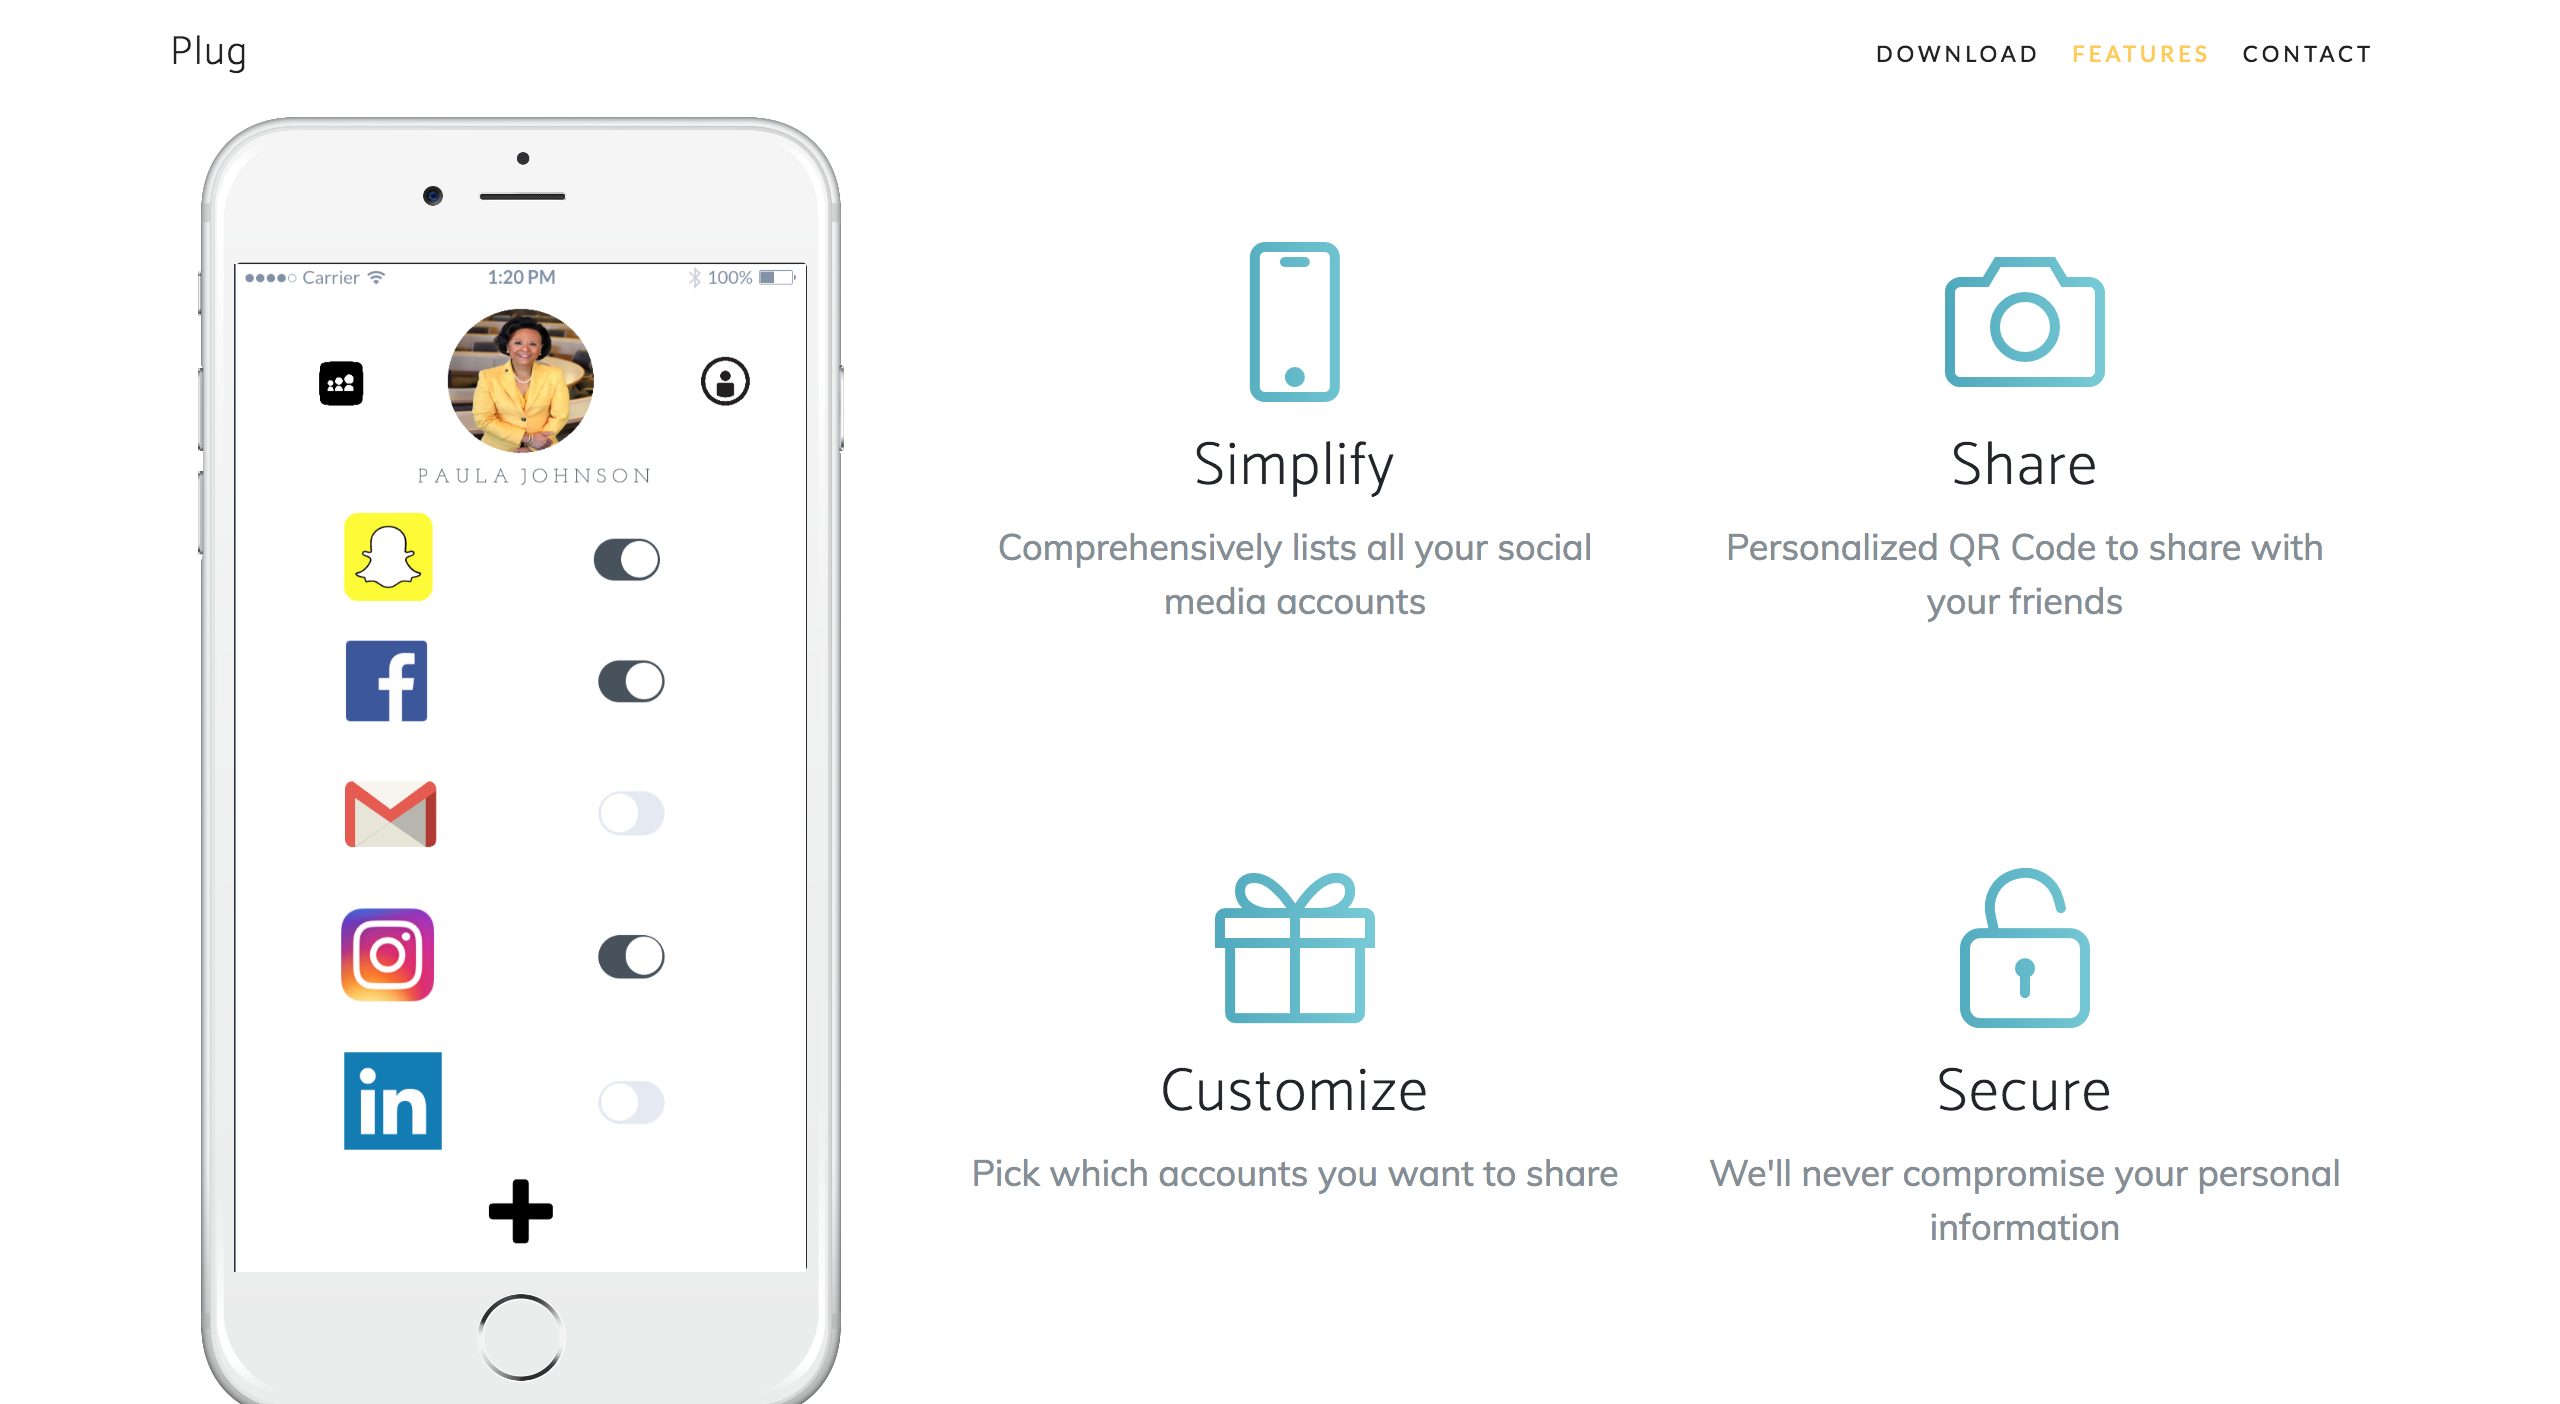 Plug
DOWNLOAD FEATURES CONTACT
Carrier 1:20 PM 100%
PAULA JOHNSON
in
Simplify
Comprehensively lists all your social
media accounts
Share
Personalized QR Code to share with
your friends
Customize
Pick which accounts you want to share
Secure
We'll never compromise your personal
information